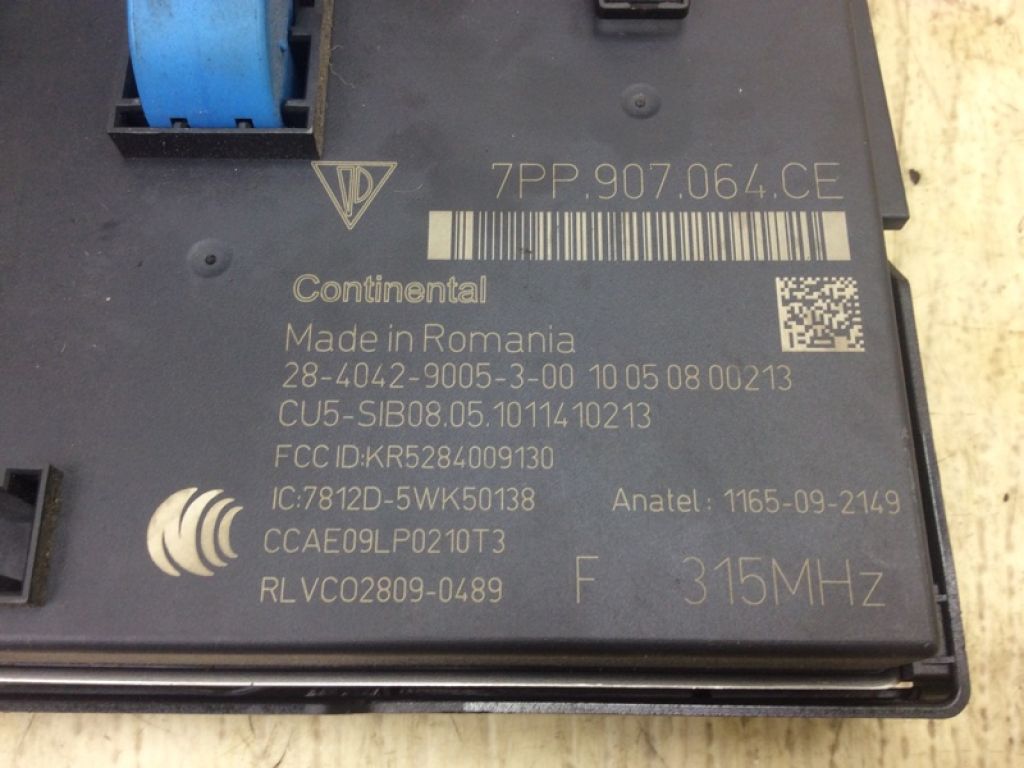 7PP.907.064.CE
Continental
Made in Romania
28-4042-9005-3-00 10 05 08 00213
CU5-SIB08.05.1011410213
FCC ID:KR5284009130
IC:7812D-5WK50138 Anatel: 1165-09-2149
CCAE09LP0210T3
RLVCO2809-0489 F 315MHz